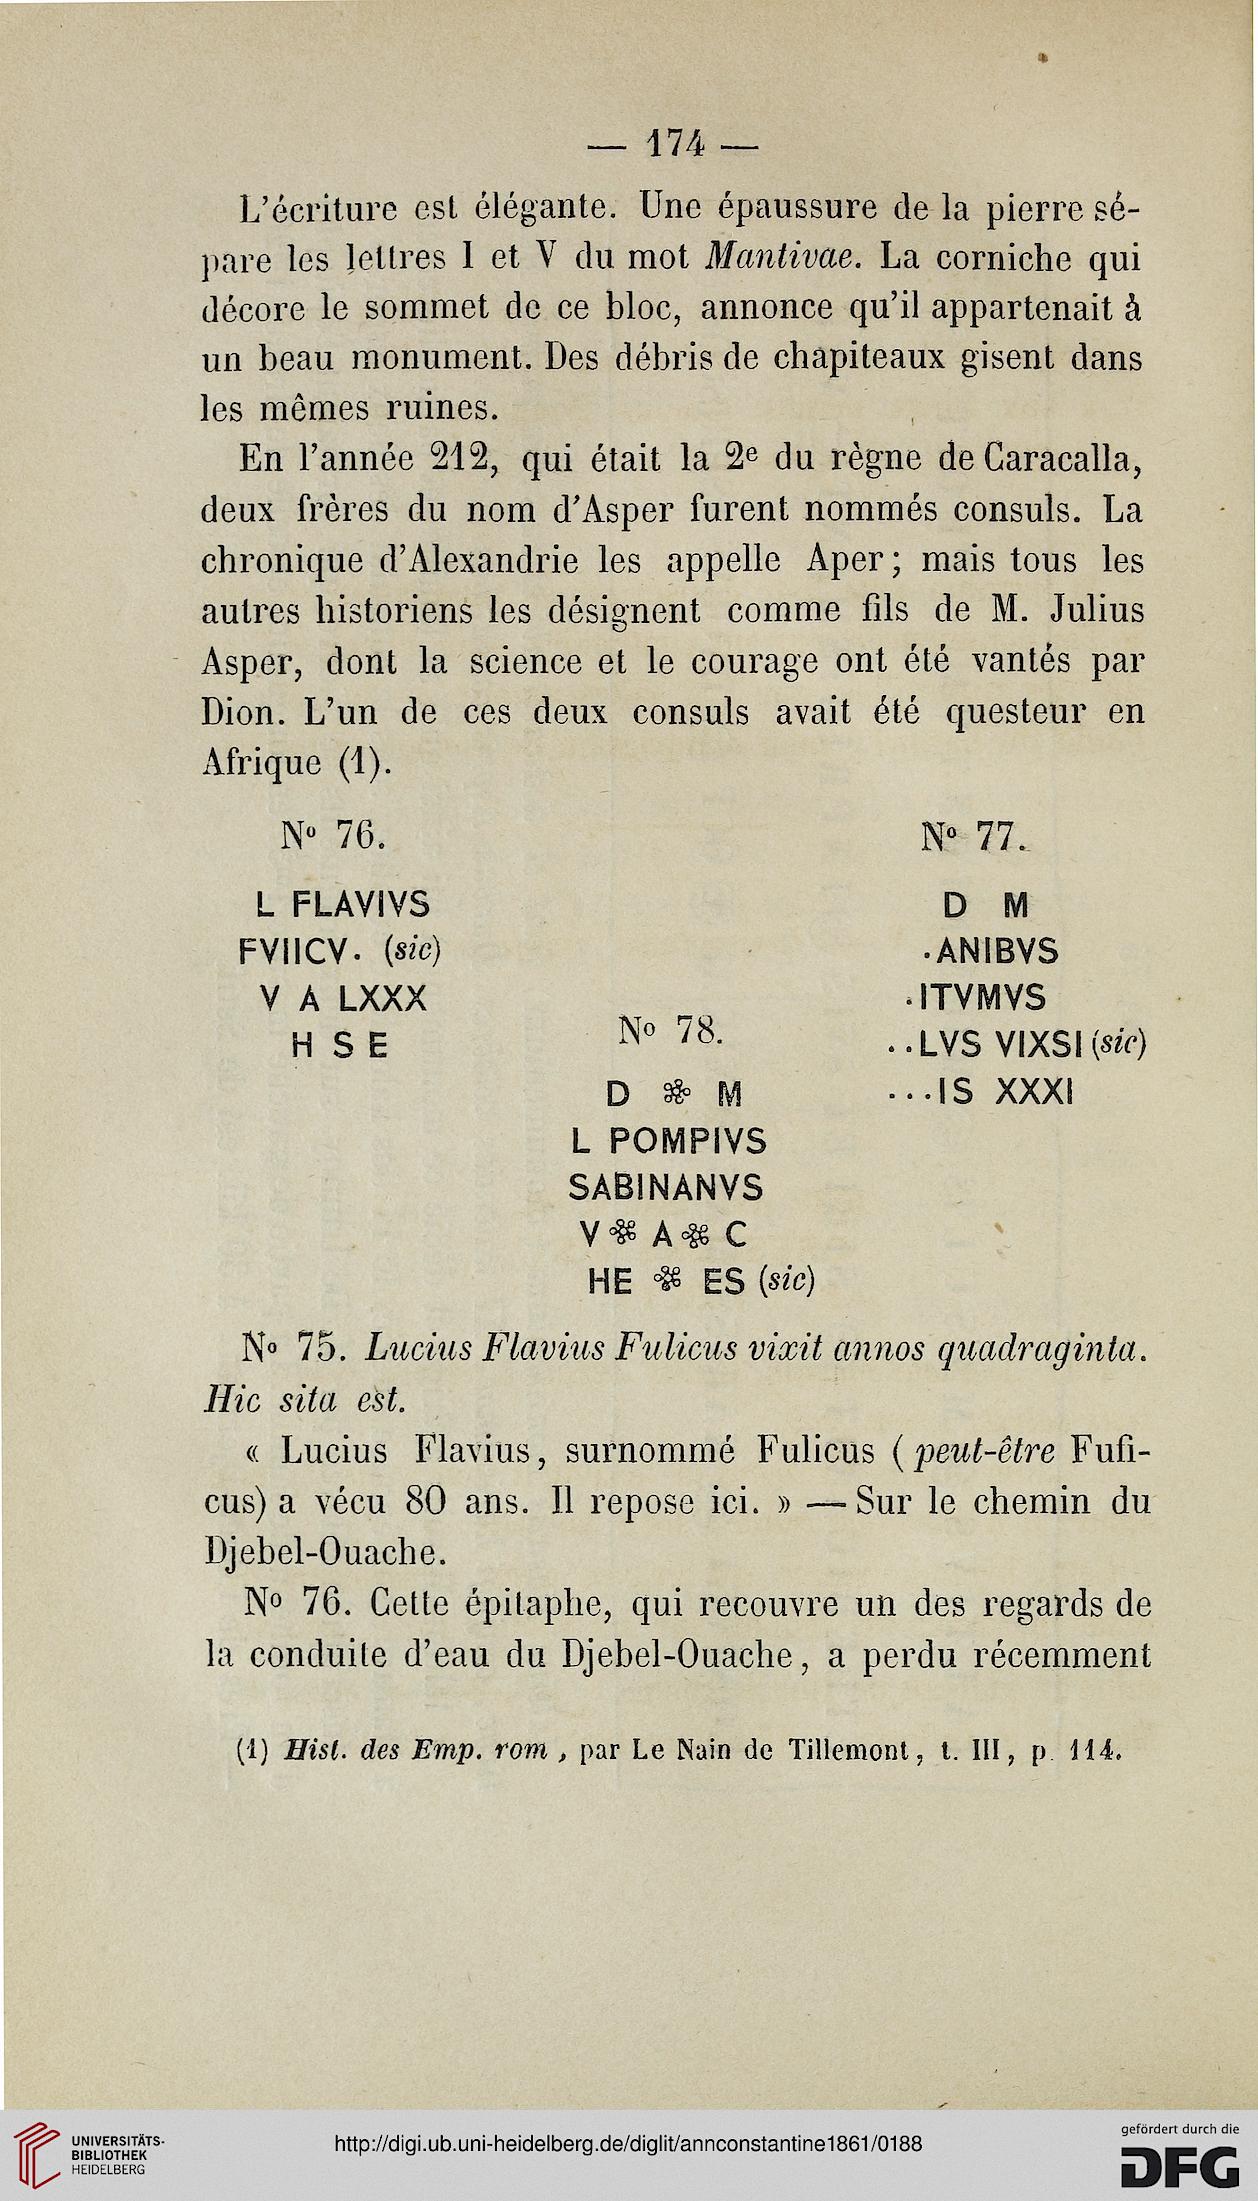 — 174 —
L'écriture est élégante. Une épaussure de la pierre sé-
pare les lettres I et V du mot Mantivae. La corniche qui
décore le sommet de ce bloc, annonce qu'il appartenait à
un beau monument. Des débris de chapiteaux gisent dans
les mêmes ruines.
En l'année 212, qui était la 2e du règne de Caracalla,
deux frères du nom d'Asper furent nommés consuls. La
chronique d'Alexandrie les appelle Aper; mais tous les
autres historiens les désignent comme fils de M. Julius
Asper, dont la science et le courage ont été vantés par
Dion. L'un de ces deux consuls avait été questeur en
Afrique (1).
No 76.
L FLAVIVS
FVIICV. (sic)
V A LXXX
H S E
No 77.
D M
.ANIBVS
.ITVMVS
..LVS VIXSI (sic)
...IS XXXI
No 78.
D M
L POMPIVS
SABINANVS
V A C
HE ES (sic)
No 75. Lucius Flavius Fulicus vixit annos quadraginta.
Hic sita est.
« Lucius Flavius, surnommé Fulicus (peut-être Fufi-
cus) a vécu 80 ans. Il repose ici. » — Sur le chemin du
Djebel-Ouache.
No 76. Cette épitaphe, qui recouvre un des regards de
la conduite d'eau du Djebel-Ouache, a perdu récemment
(1) Hist. des Emp. rom, par Le Nain de Tillemont, t. III, p. 114.
UNIVERSITÄTS-
BIBLIOTHEK
HEIDELBERG
http://digi.ub.uni-heidelberg.de/diglit/annconstantine1861/0188
gefördert durch die
DFG